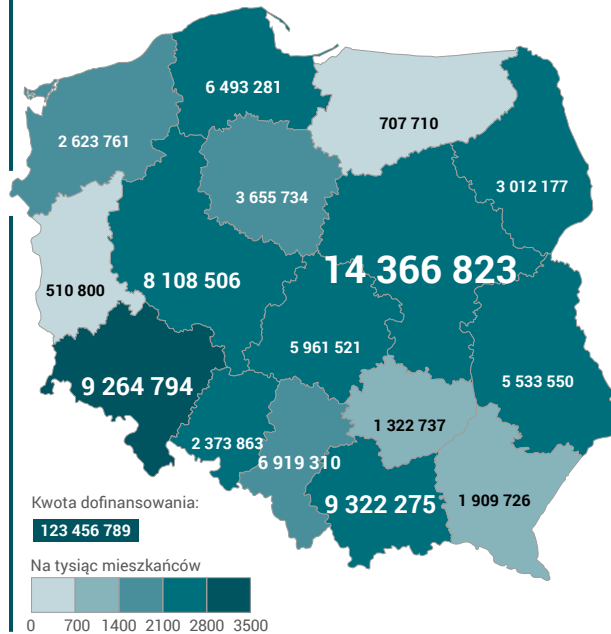 6 493 281
707 710
2 623 761
3 012 177
3 655 734
14 366 823
8 108 506
510 800
5 961 521
9 264 794
5 533 550
1 322 737
2 373 863
6 919 310
9 322 275
1 909 726
Kwota dofinansowania:
123 456 789
Na tysiąc mieszkańców
0 700 1400 2100 2800 3500